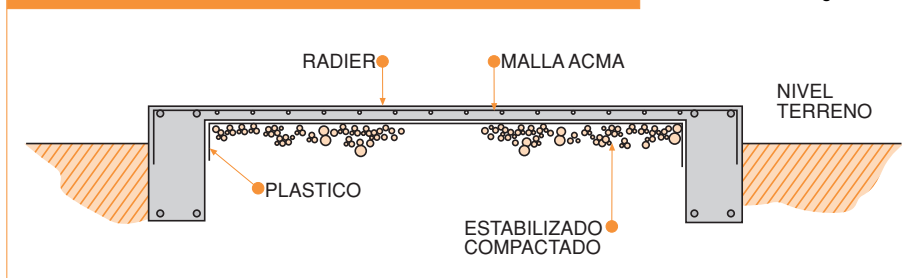 RADIER
MALLA ACMA
NIVEL
TERRENO
PLASTICO
ESTABILIZADO
COMPACTADO